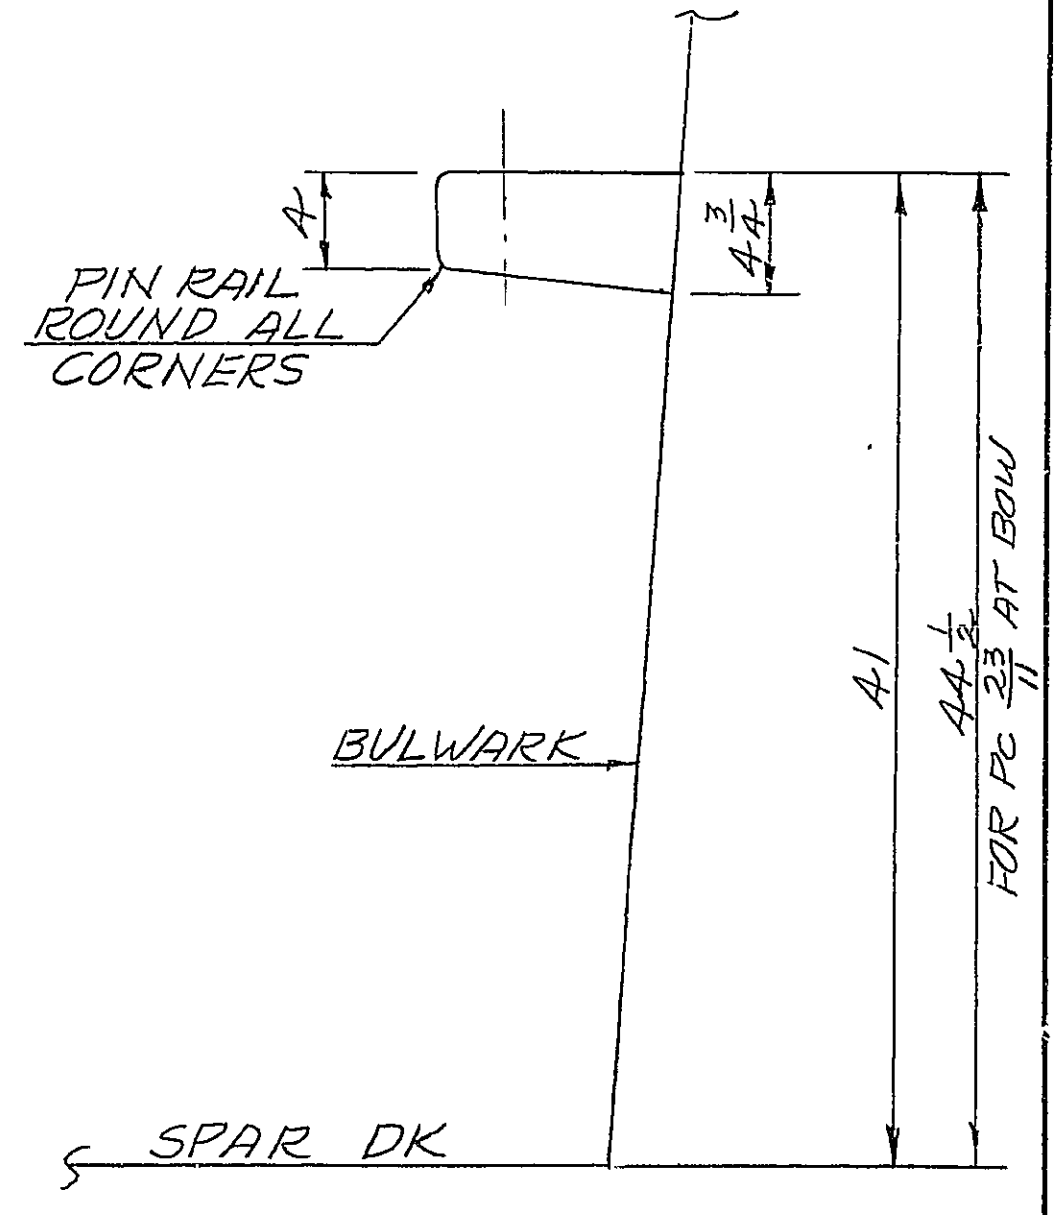 4
4 3/4
PIN RAIL
ROUND ALL
CORNERS
41
44 1/2
FOR PC 23/11 AT BOW
BULWARK
SPAR DK